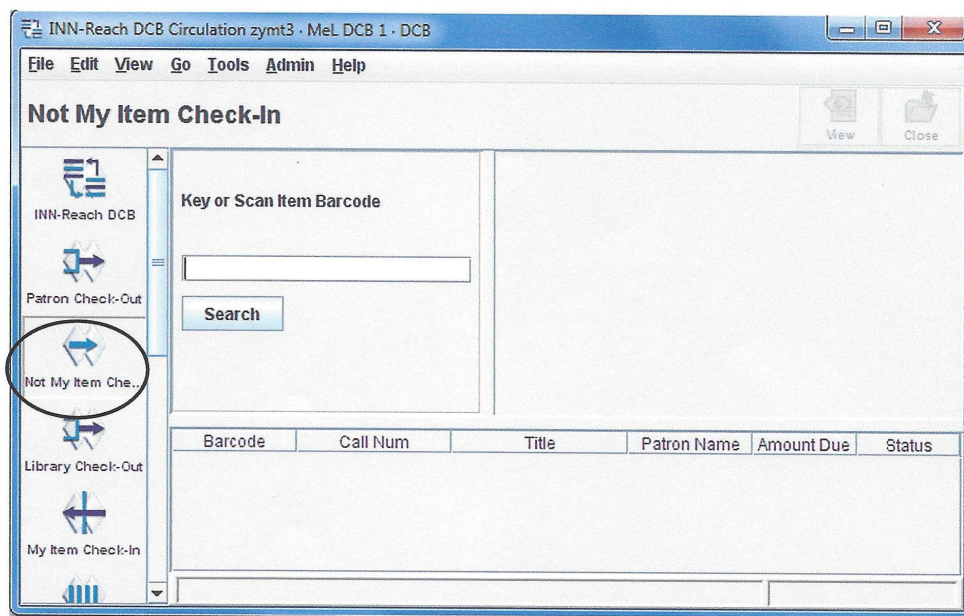 INN-Reach DCB Circulation zymt3 · MeL DCB 1 · DCB
File Edit View Go Tools Admin Help
Not My Item Check-In
View Close
INN-Reach DCB
Patron Check-Out
Not My Item Che..
Library Check-Out
My Item Check-In
Key or Scan Item Barcode
Search
Barcode Call Num Title Patron Name Amount Due Status